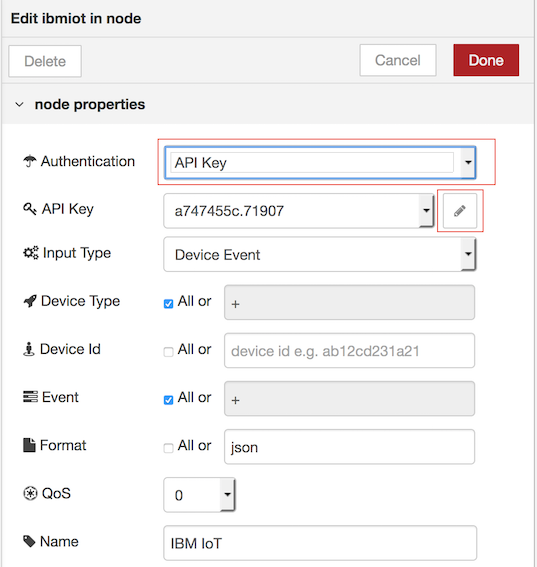 Edit ibmiot in node
Delete Cancel Done
node properties
Authentication API Key
API Key a747455c.71907
Input Type Device Event
Device Type All or +
Device Id All or device id e.g. ab12cd231a21
Event All or +
Format All or json
QoS 0
Name IBM IoT